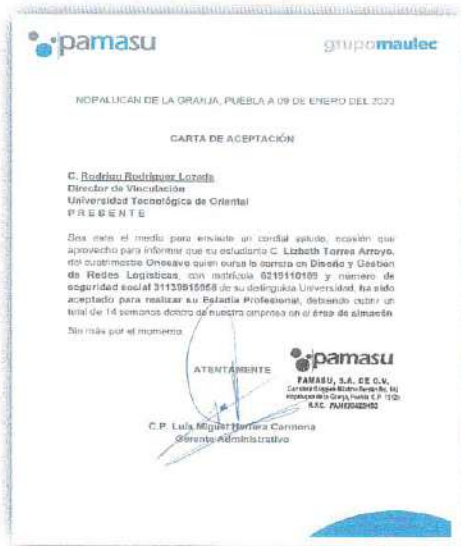 pamasu
grupomaulec
NOPALUCAN DE LA GRANJA, PUEBLA A 09 DE ENERO DEL 2023
CARTA DE ACEPTACIÓN
C. Rodrigo Rodríguez Lozada
Director de Vinculación
Universidad Tecnológica de Oriental
P R E S E N T E
Sea este el medio para enviarle un cordial saludo, ocasión que
aprovecho para informar que su estudiante C. Lizbeth Torres Arroyo,
del cuatrimestre Onceavo quien cursa la carrera en Diseño y Gestión
de Redes Logísticas, con matrícula y número de
seguridad social de su distinguida Universidad, ha sido
aceptado para realizar su Estadía Profesional, debiendo cubrir un
total de 14 semanas dentro de nuestra empresa en el área de almacén
Sin más por el momento.
ATENTAMENTE
pamasu
PAMASU, S.A. DE C.V.
C.P. Luis Miguel Herrera Carmona
Gerente Administrativo